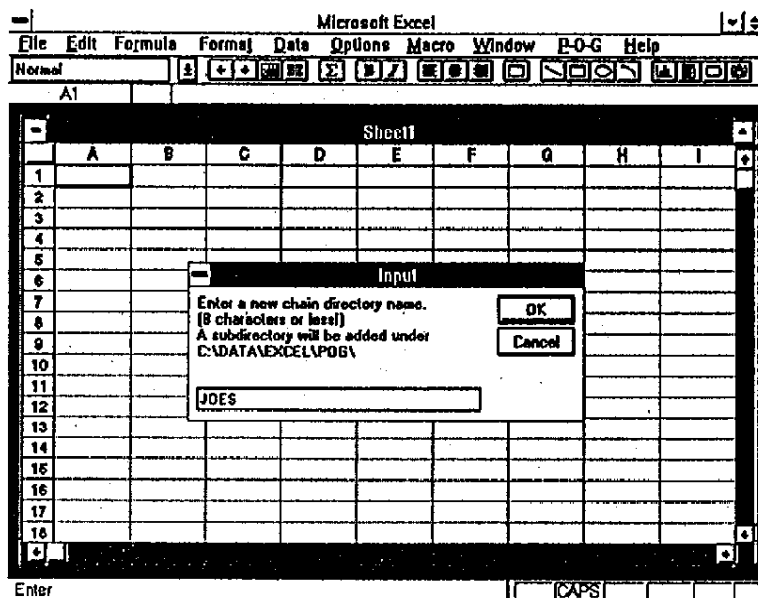 Microsoft Excel
File Edit Formula Format Data Options Macro Window P-O-G Help
Normal
A1
Sheet1
A B C D E F G H I
1
2
3
4
5
6
7
8
9
10
11
12
13
14
15
16
17
18
Input
Enter a new chain directory name.
(8 characters or less!)
A subdirectory will be added under
C:\DATA\EXCEL\POG\
OK
Cancel
JOES
Enter CAPS